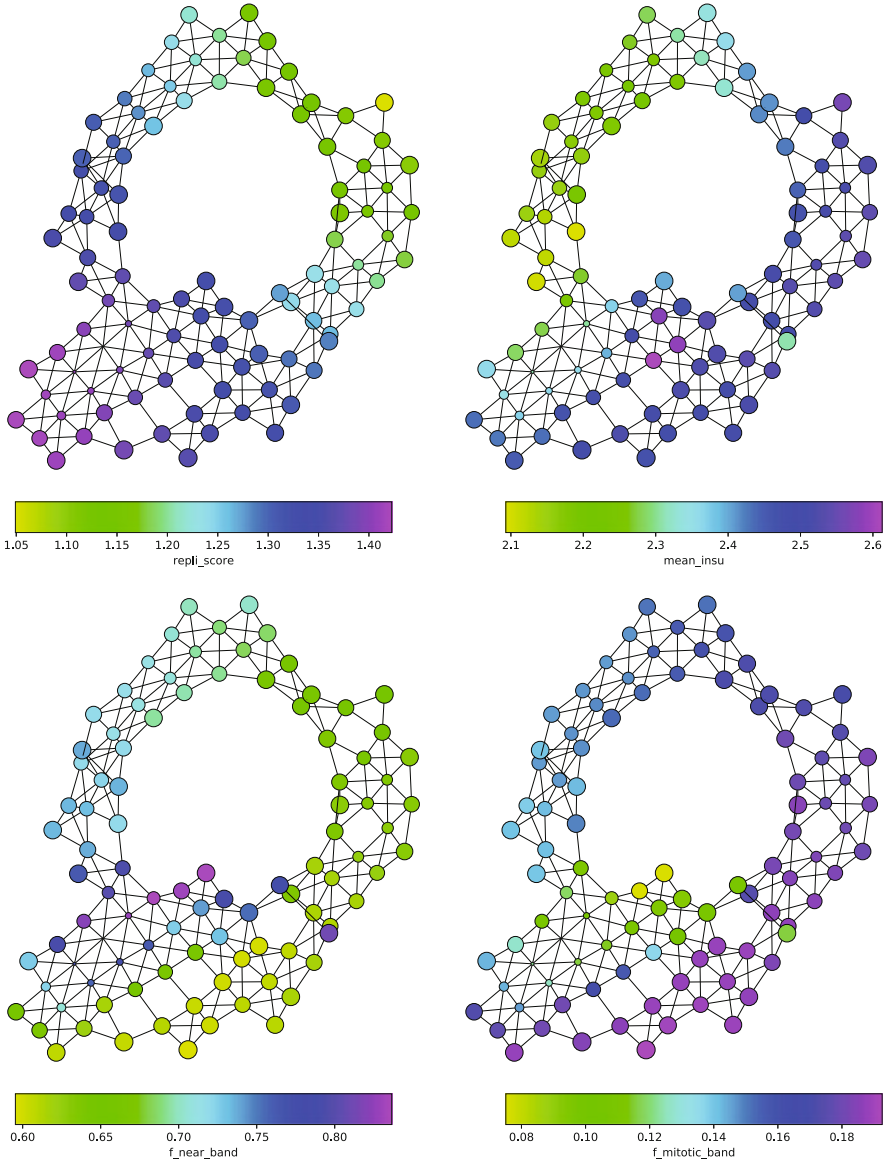 1.05 1.10 1.15 1.20 1.25 1.30 1.35 1.40
repli_score
2.1 2.2 2.3 2.4 2.5 2.6
mean_insu
0.60 0.65 0.70 0.75 0.80
f_near_band
0.08 0.10 0.12 0.14 0.16 0.18
f_mitotic_band